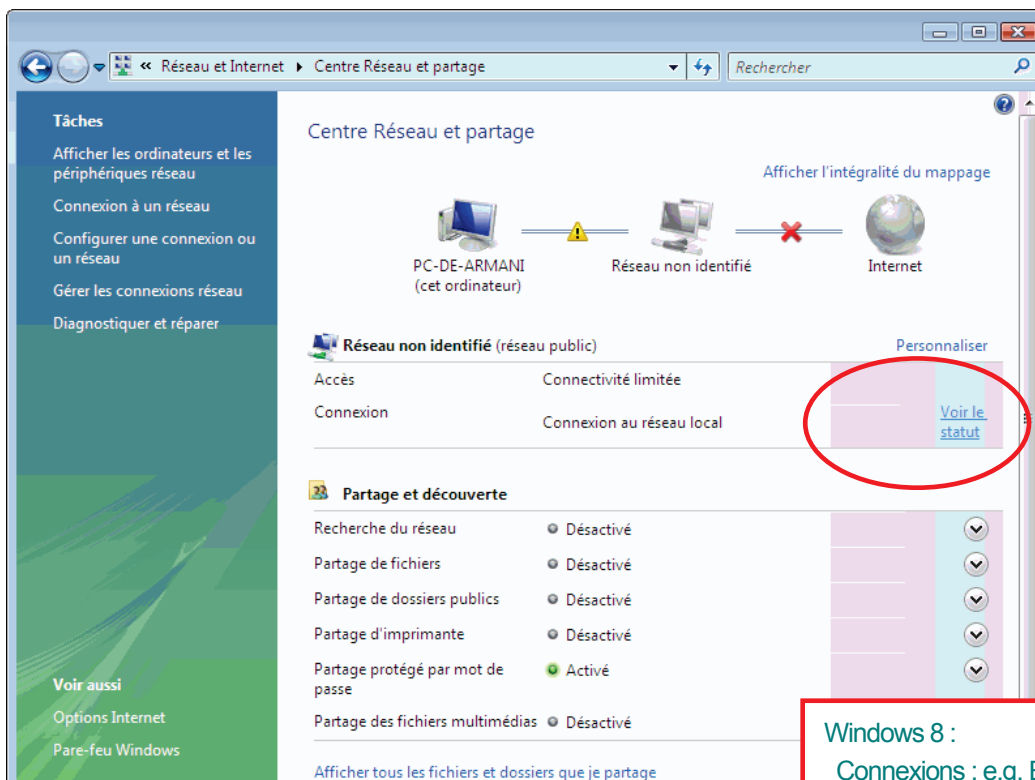 « Réseau et Internet ▸ Centre Réseau et partage
Rechercher
Tâches
Afficher les ordinateurs et les
périphériques réseau
Connexion à un réseau
Configurer une connexion ou
un réseau
Gérer les connexions réseau
Diagnostiquer et réparer
Voir aussi
Options Internet
Pare-feu Windows
Centre Réseau et partage
Afficher l'intégralité du mappage
PC-DE-ARMANI
(cet ordinateur)
Réseau non identifié
Internet
Réseau non identifié (réseau public)
Personnaliser
Accès
Connectivité limitée
Connexion
Connexion au réseau local
Voir le
statut
Partage et découverte
Recherche du réseau
Désactivé
Partage de fichiers
Désactivé
Partage de dossiers publics
Désactivé
Partage d'imprimante
Désactivé
Partage protégé par mot de
passe
Activé
Partage des fichiers multimédias
Désactivé
Afficher tous les fichiers et dossiers que je partage
Windows 8 :
Connexions : e.g.